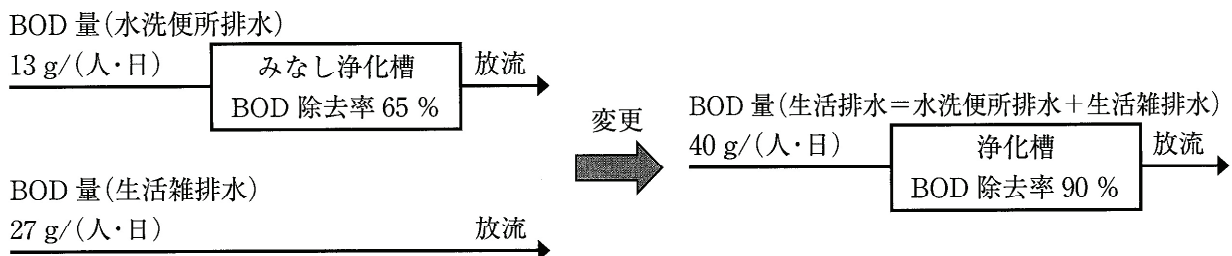 BOD 量(水洗便所排水)
13 g/(人・日)
みなし浄化槽
BOD 除去率 65 %
放流
BOD 量(生活雑排水)
27 g/(人・日)
放流
変更
BOD 量(生活排水=水洗便所排水+生活雑排水)
40 g/(人・日)
浄化槽
BOD 除去率 90 %
放流